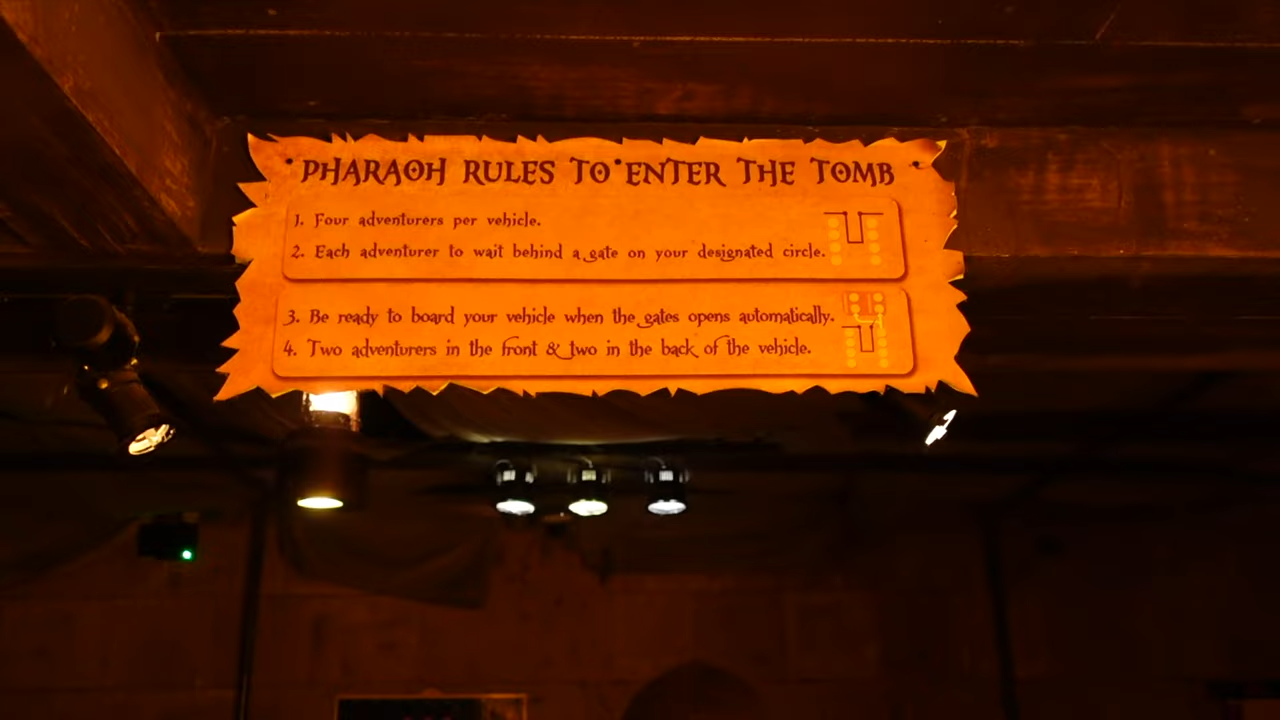 PHARAOH RULES TO ENTER THE TOMB
1. Four adventurers per vehicle.
2. Each adventurer to wait behind a gate on your designated circle.
3. Be ready to board your vehicle when the gates opens automatically.
4. Two adventurers in the front & two in the back of the vehicle.